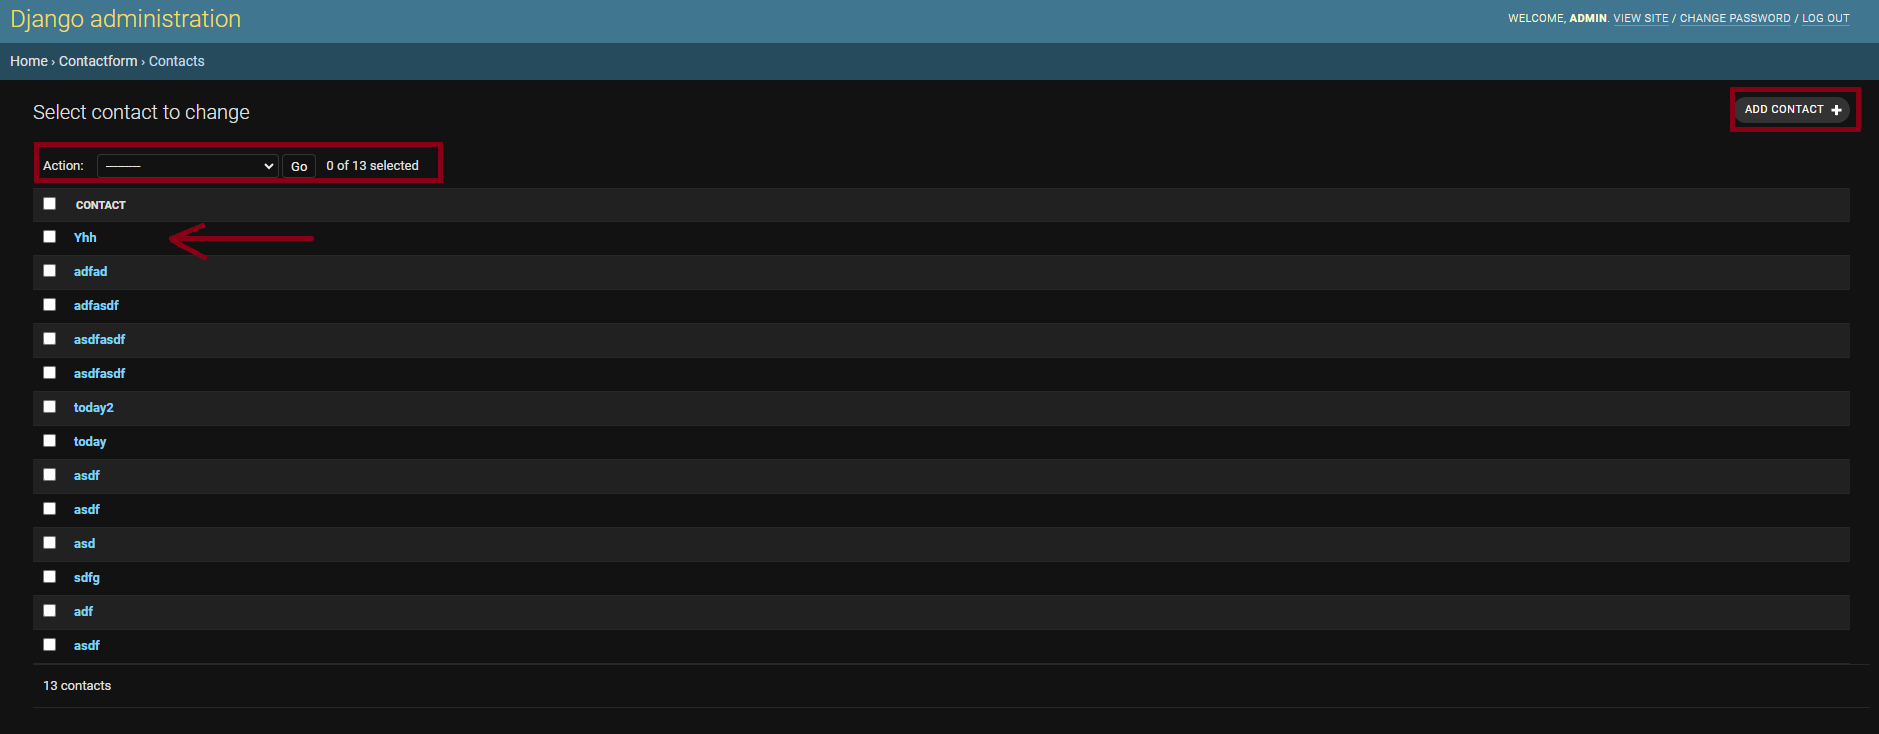 Django administration
WELCOME, ADMIN. VIEW SITE / CHANGE PASSWORD / LOG OUT
Home › Contactform › Contacts
Select contact to change
ADD CONTACT +
Action: --------- Go 0 of 13 selected
CONTACT
Yhh
adfad
adfasdf
asdfasdf
asdfasdf
today2
today
asdf
asdf
asd
sdfg
adf
asdf
13 contacts